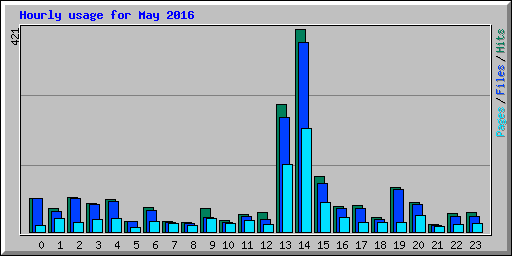 Hourly usage for May 2016
421
Pages / Files / Hits
0 1 2 3 4 5 6 7 8 9 10 11 12 13 14 15 16 17 18 19 20 21 22 23